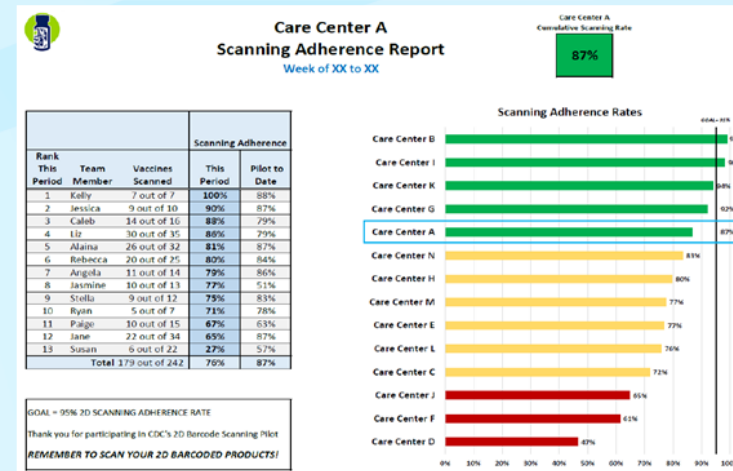 Care Center A
Scanning Adherence Report
Week of XX to XX
Care Center A
Cumulative Scanning Rate
87%
Scanning Adherence
Rank This Period Team Member Vaccines Scanned This Period Pilot to Date
1 Kelly 7 out of 7 100% 88%
2 Jessica 9 out of 10 90% 87%
3 Caleb 14 out of 16 88% 79%
4 Liz 30 out of 35 86% 79%
5 Alaina 26 out of 32 81% 87%
6 Rebecca 20 out of 25 80% 84%
7 Angela 11 out of 14 79% 86%
8 Jasmine 10 out of 13 77% 51%
9 Stella 9 out of 12 75% 83%
10 Ryan 5 out of 7 71% 78%
11 Paige 10 out of 15 67% 63%
12 Jane 22 out of 34 65% 87%
13 Susan 6 out of 22 27% 57%
Total 179 out of 242 76% 87%
GOAL = 95% 2D SCANNING ADHERENCE RATE
Thank you for participating in CDC's 2D Barcode Scanning Pilot
REMEMBER TO SCAN YOUR 2D BARCODED PRODUCTS!
Scanning Adherence Rates
GOAL= 95%
Care Center B
Care Center I
Care Center K 94%
Care Center G 92%
Care Center A 87%
Care Center N
Care Center H 80%
Care Center M 77%
Care Center E 77%
Care Center L 76%
Care Center C 72%
Care Center J 65%
Care Center F 61%
Care Center D 47%
0% 10% 20% 30% 40% 50% 60% 70% 80% 90%